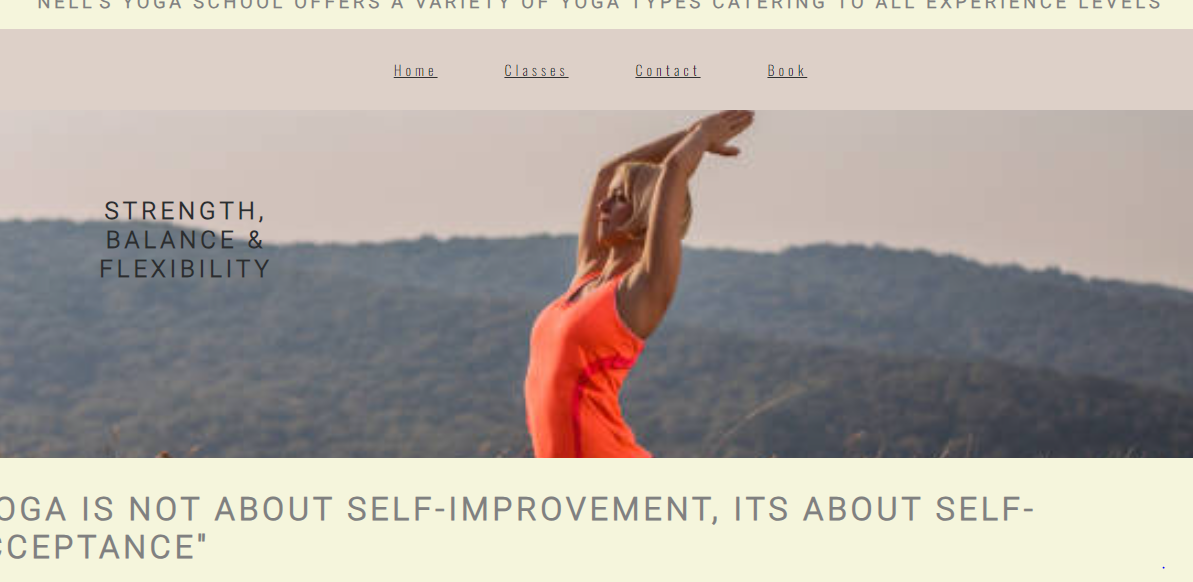 NELL'S YOGA SCHOOL OFFERS A VARIETY OF YOGA TYPES CATERING TO ALL EXPERIENCE LEVELS
Home Classes Contact Book
STRENGTH,
BALANCE &
FLEXIBILITY
OGA IS NOT ABOUT SELF-IMPROVEMENT, ITS ABOUT SELF-
CCEPTANCE"
.